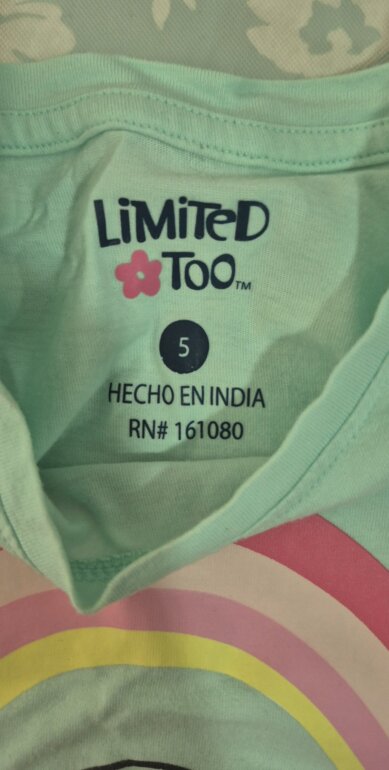 LiMiTeD
TOO™
5
HECHO EN INDIA
RN# 161080